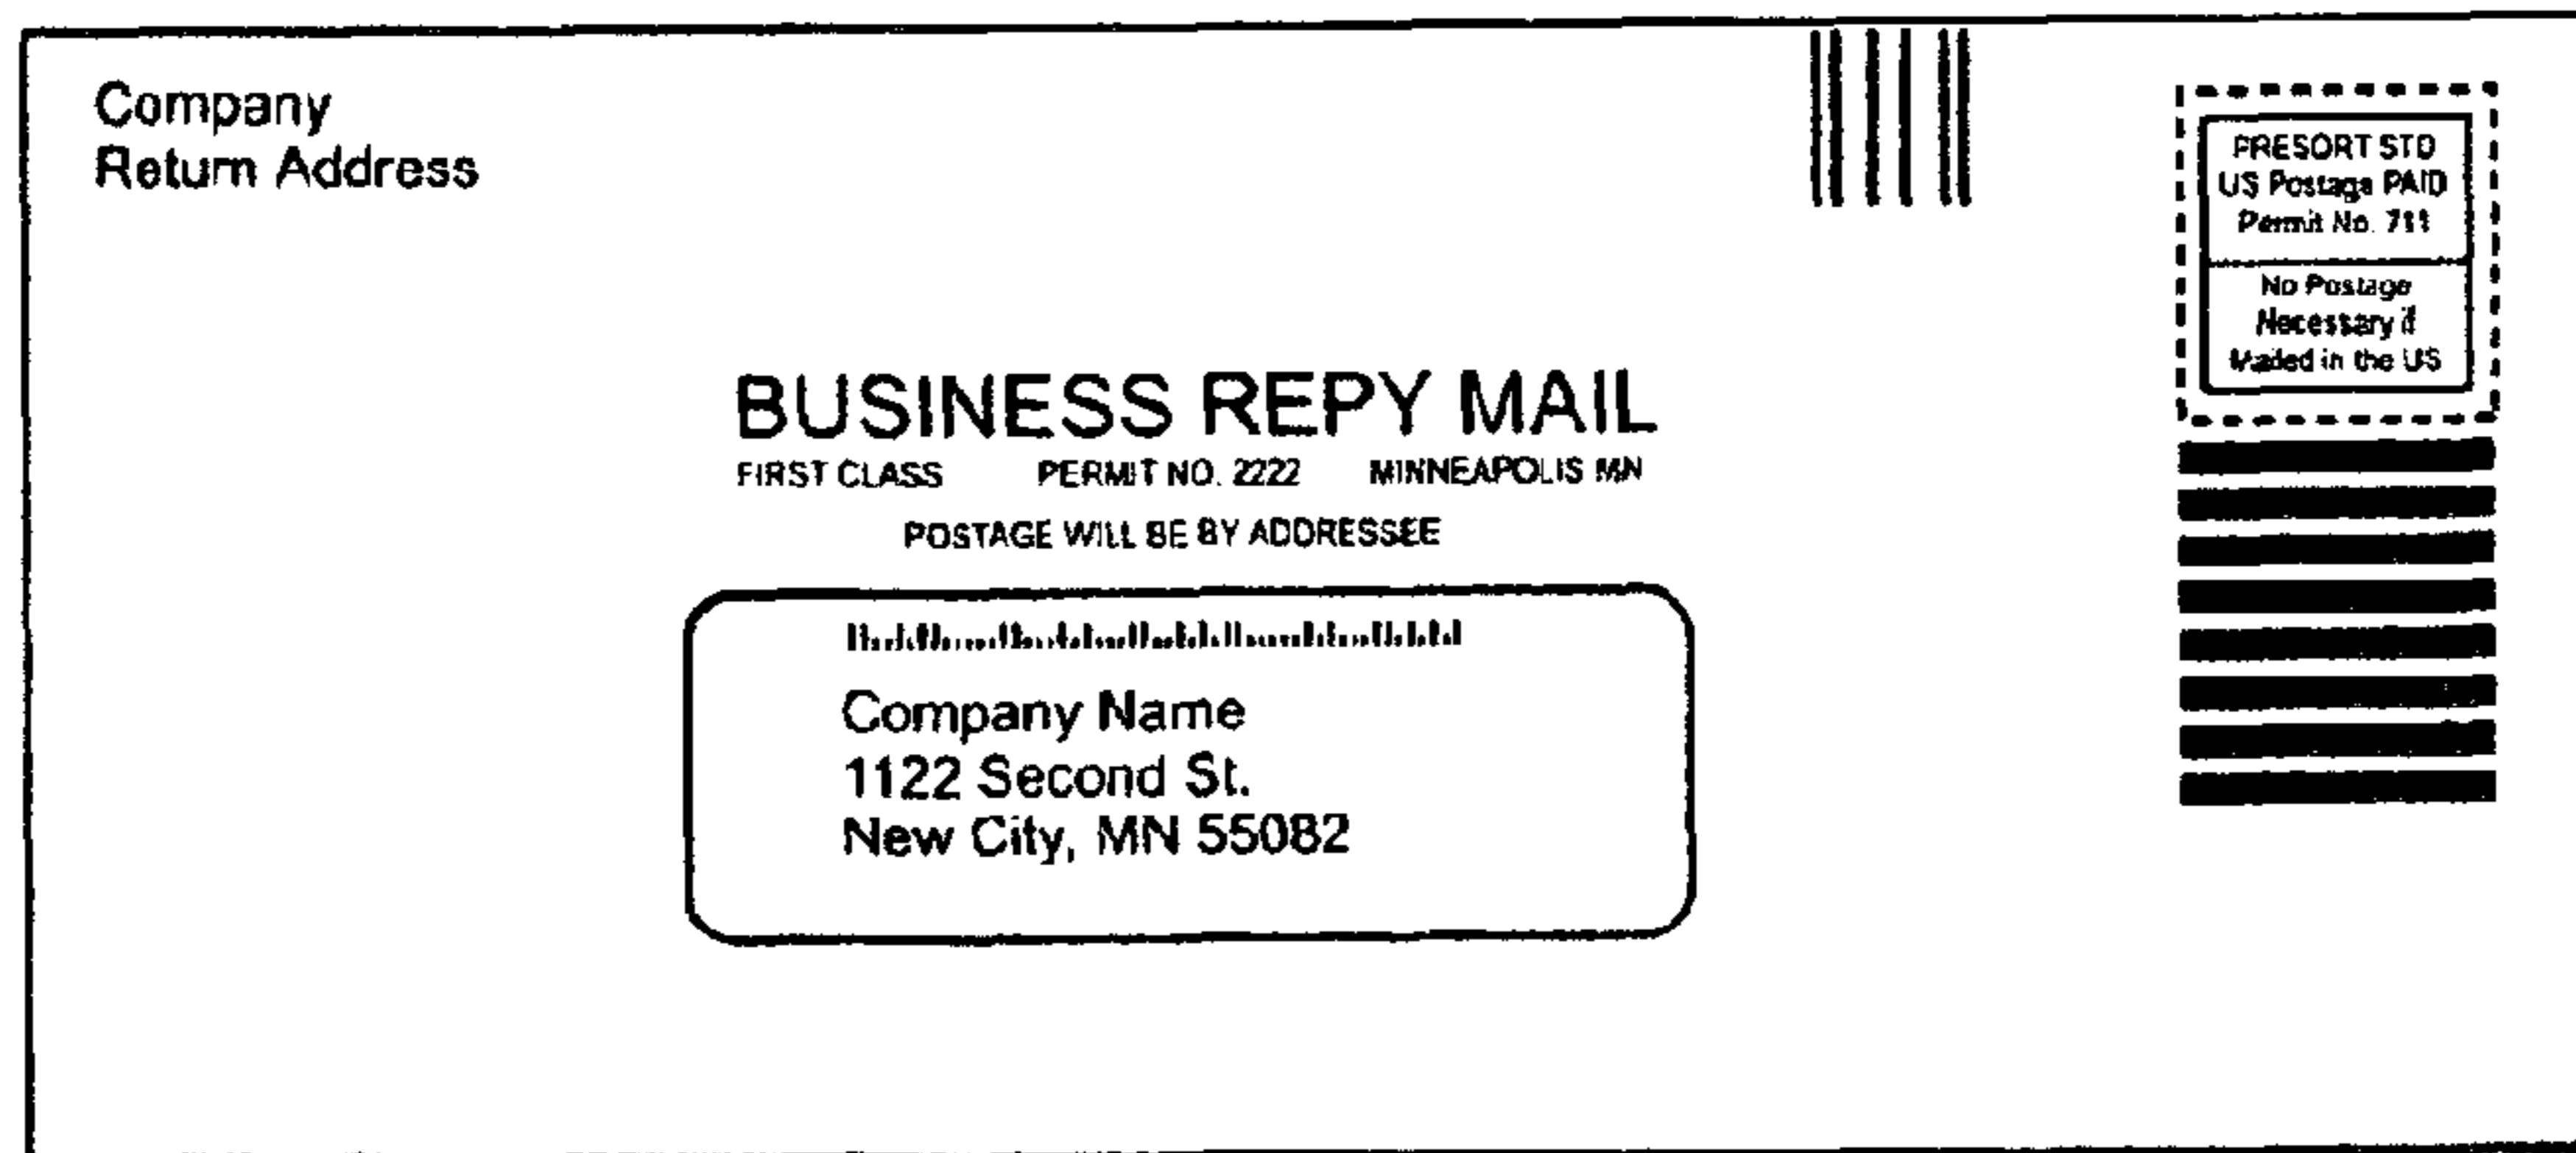 Company
Return Address
PRESORT STD
US Postage PAID
Permit No. 711
No Postage
Necessary if
Mailed in the US
BUSINESS REPY MAIL
FIRST CLASS PERMIT NO. 2222 MINNEAPOLIS MN
POSTAGE WILL BE BY ADDRESSEE
Company Name
1122 Second St.
New City, MN 55082